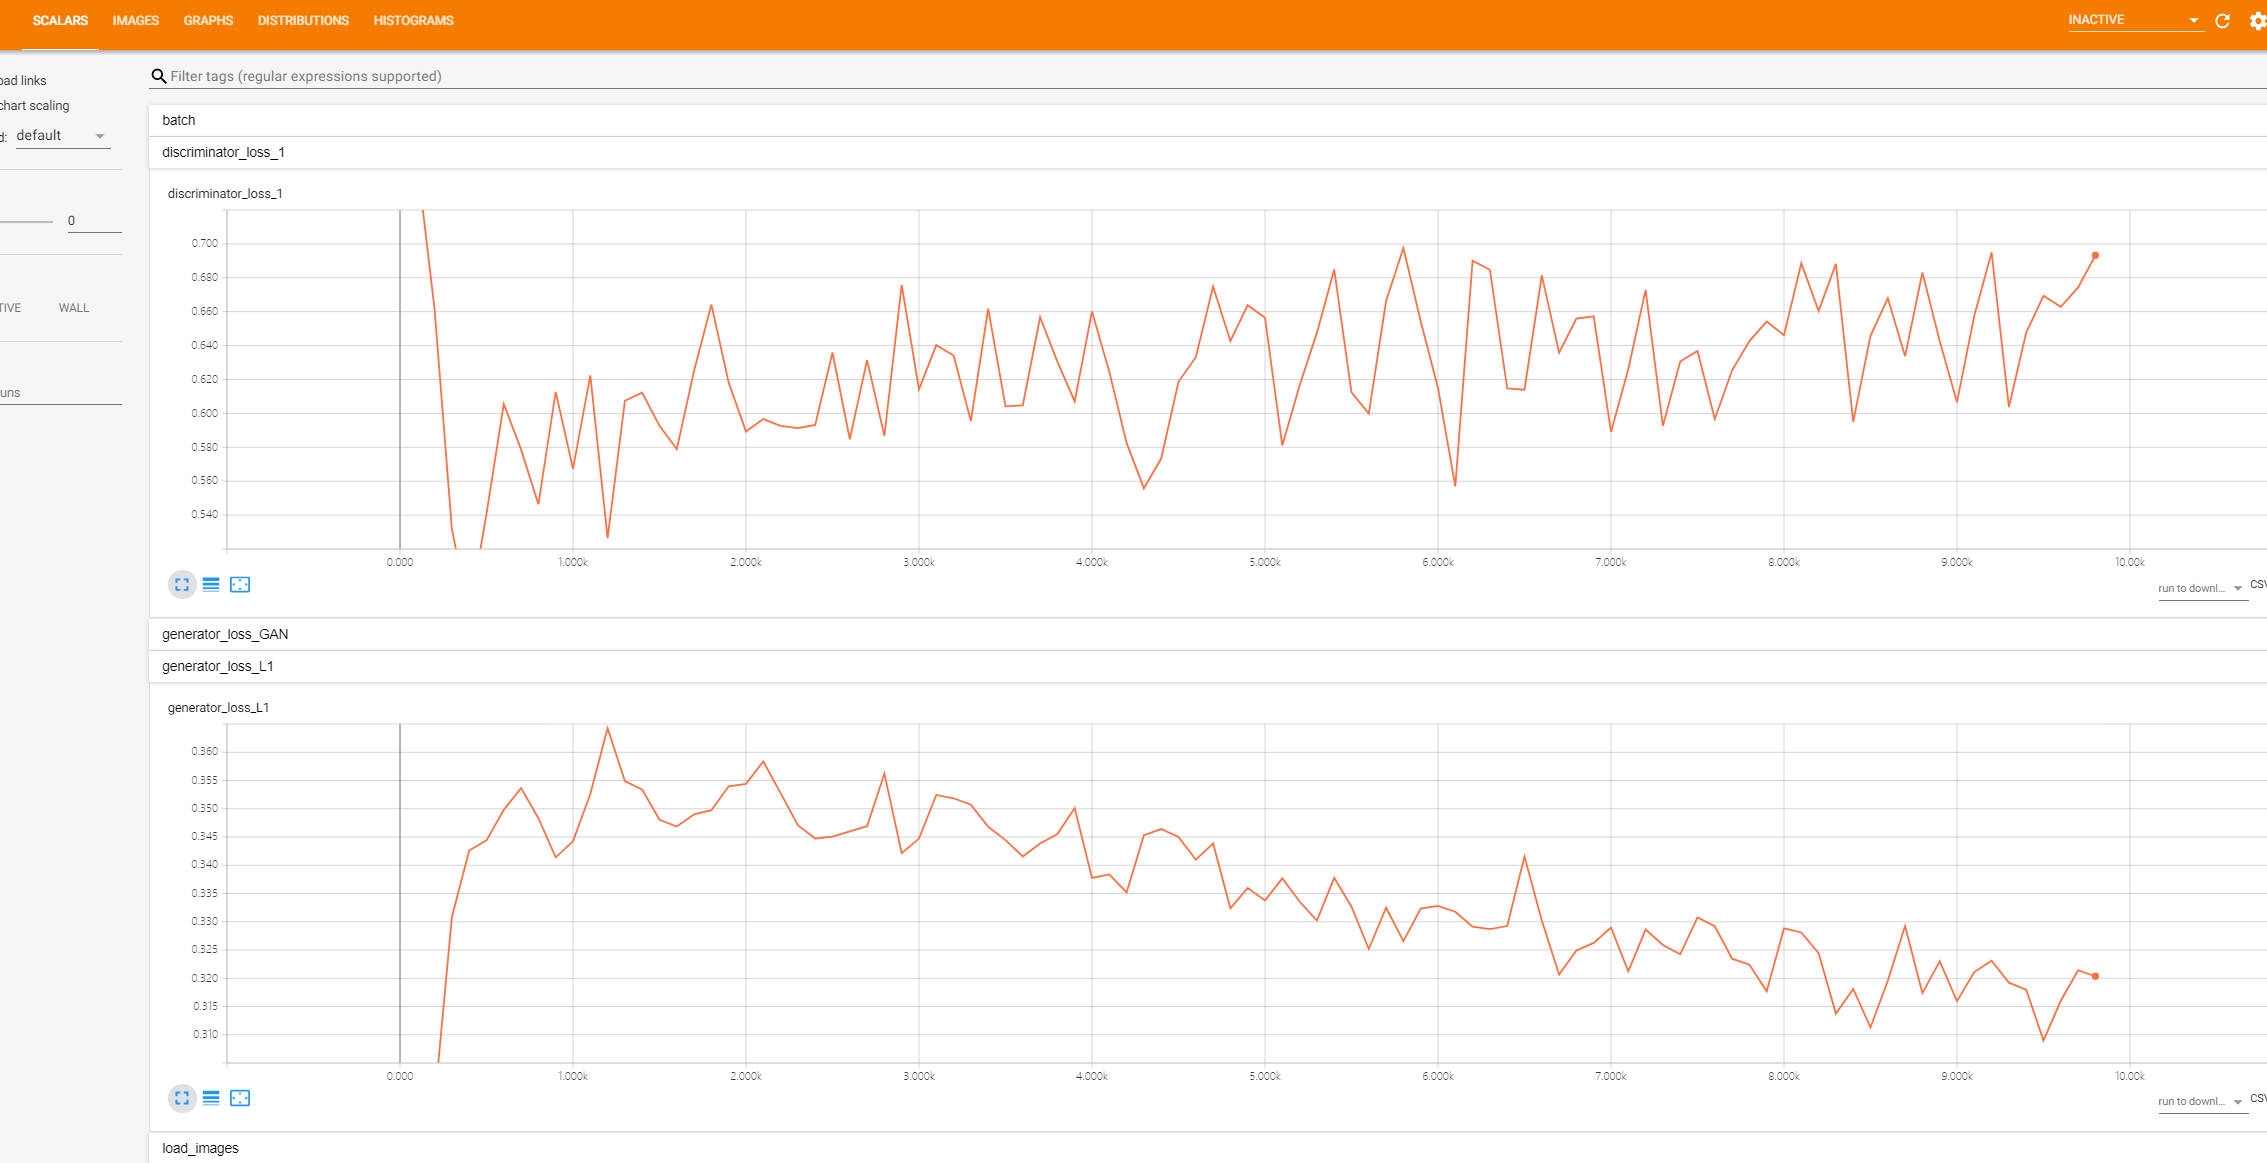 SCALARS IMAGES GRAPHS DISTRIBUTIONS HISTOGRAMS INACTIVE
oad links
chart scaling
d: default
0
TIVE WALL
uns
Filter tags (regular expressions supported)
batch
discriminator_loss_1
discriminator_loss_1
0.700
0.680
0.660
0.640
0.620
0.600
0.580
0.560
0.540
0.000 1.000k 2.000k 3.000k 4.000k 5.000k 6.000k 7.000k 8.000k 9.000k 10.00k
run to downl... CSV
generator_loss_GAN
generator_loss_L1
generator_loss_L1
0.360
0.355
0.350
0.345
0.340
0.335
0.330
0.325
0.320
0.315
0.310
0.000 1.000k 2.000k 3.000k 4.000k 5.000k 6.000k 7.000k 8.000k 9.000k 10.00k
run to downl... CSV
load_images